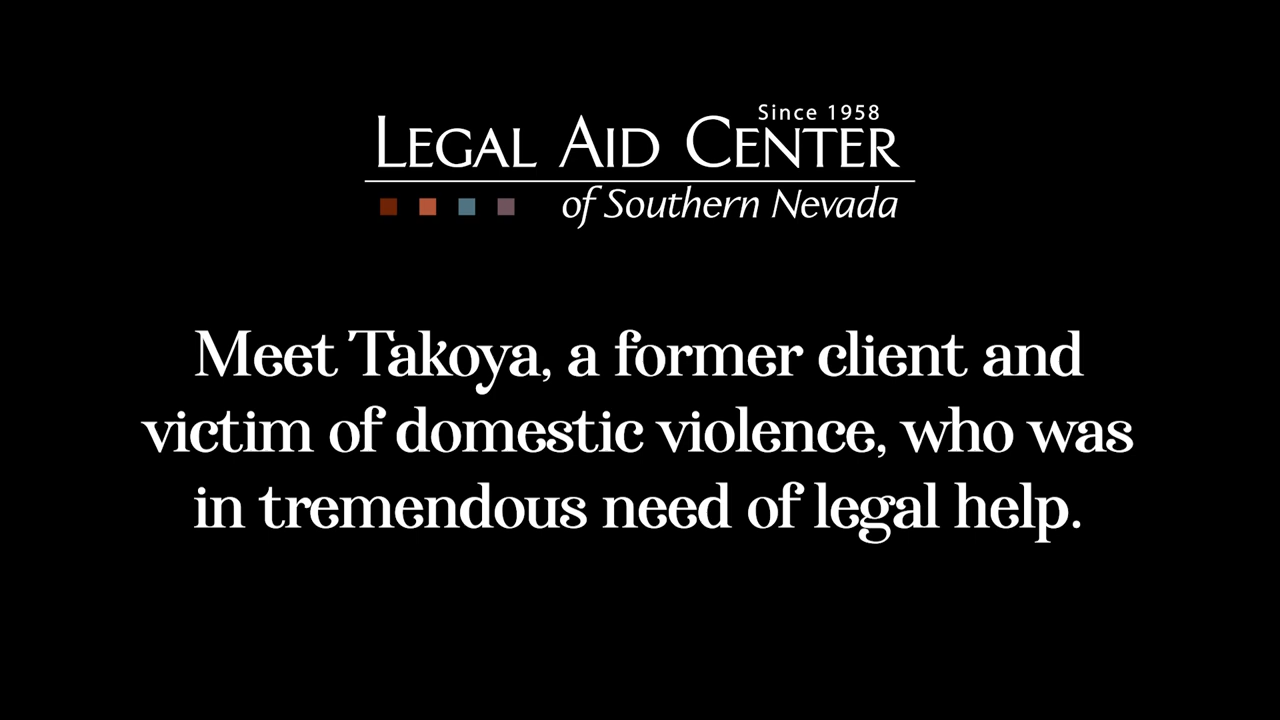 Since 1958
LEGAL AID CENTER
of Southern Nevada
Meet Takoya, a former client and
victim of domestic violence, who was
in tremendous need of legal help.